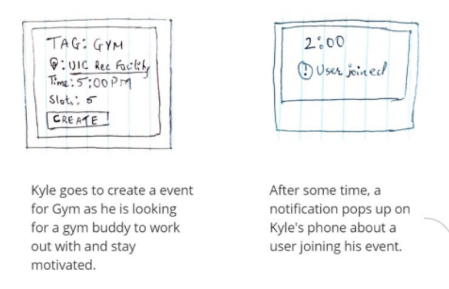 TAG: GYM
@: UIC Rec Facility
Time: 5:00 PM
Slots: 5
CREATE
2:00
! User joined
Kyle goes to create a event
for Gym as he is looking
for a gym buddy to work
out with and stay
motivated.
After some time, a
notification pops up on
Kyle's phone about a
user joining his event.